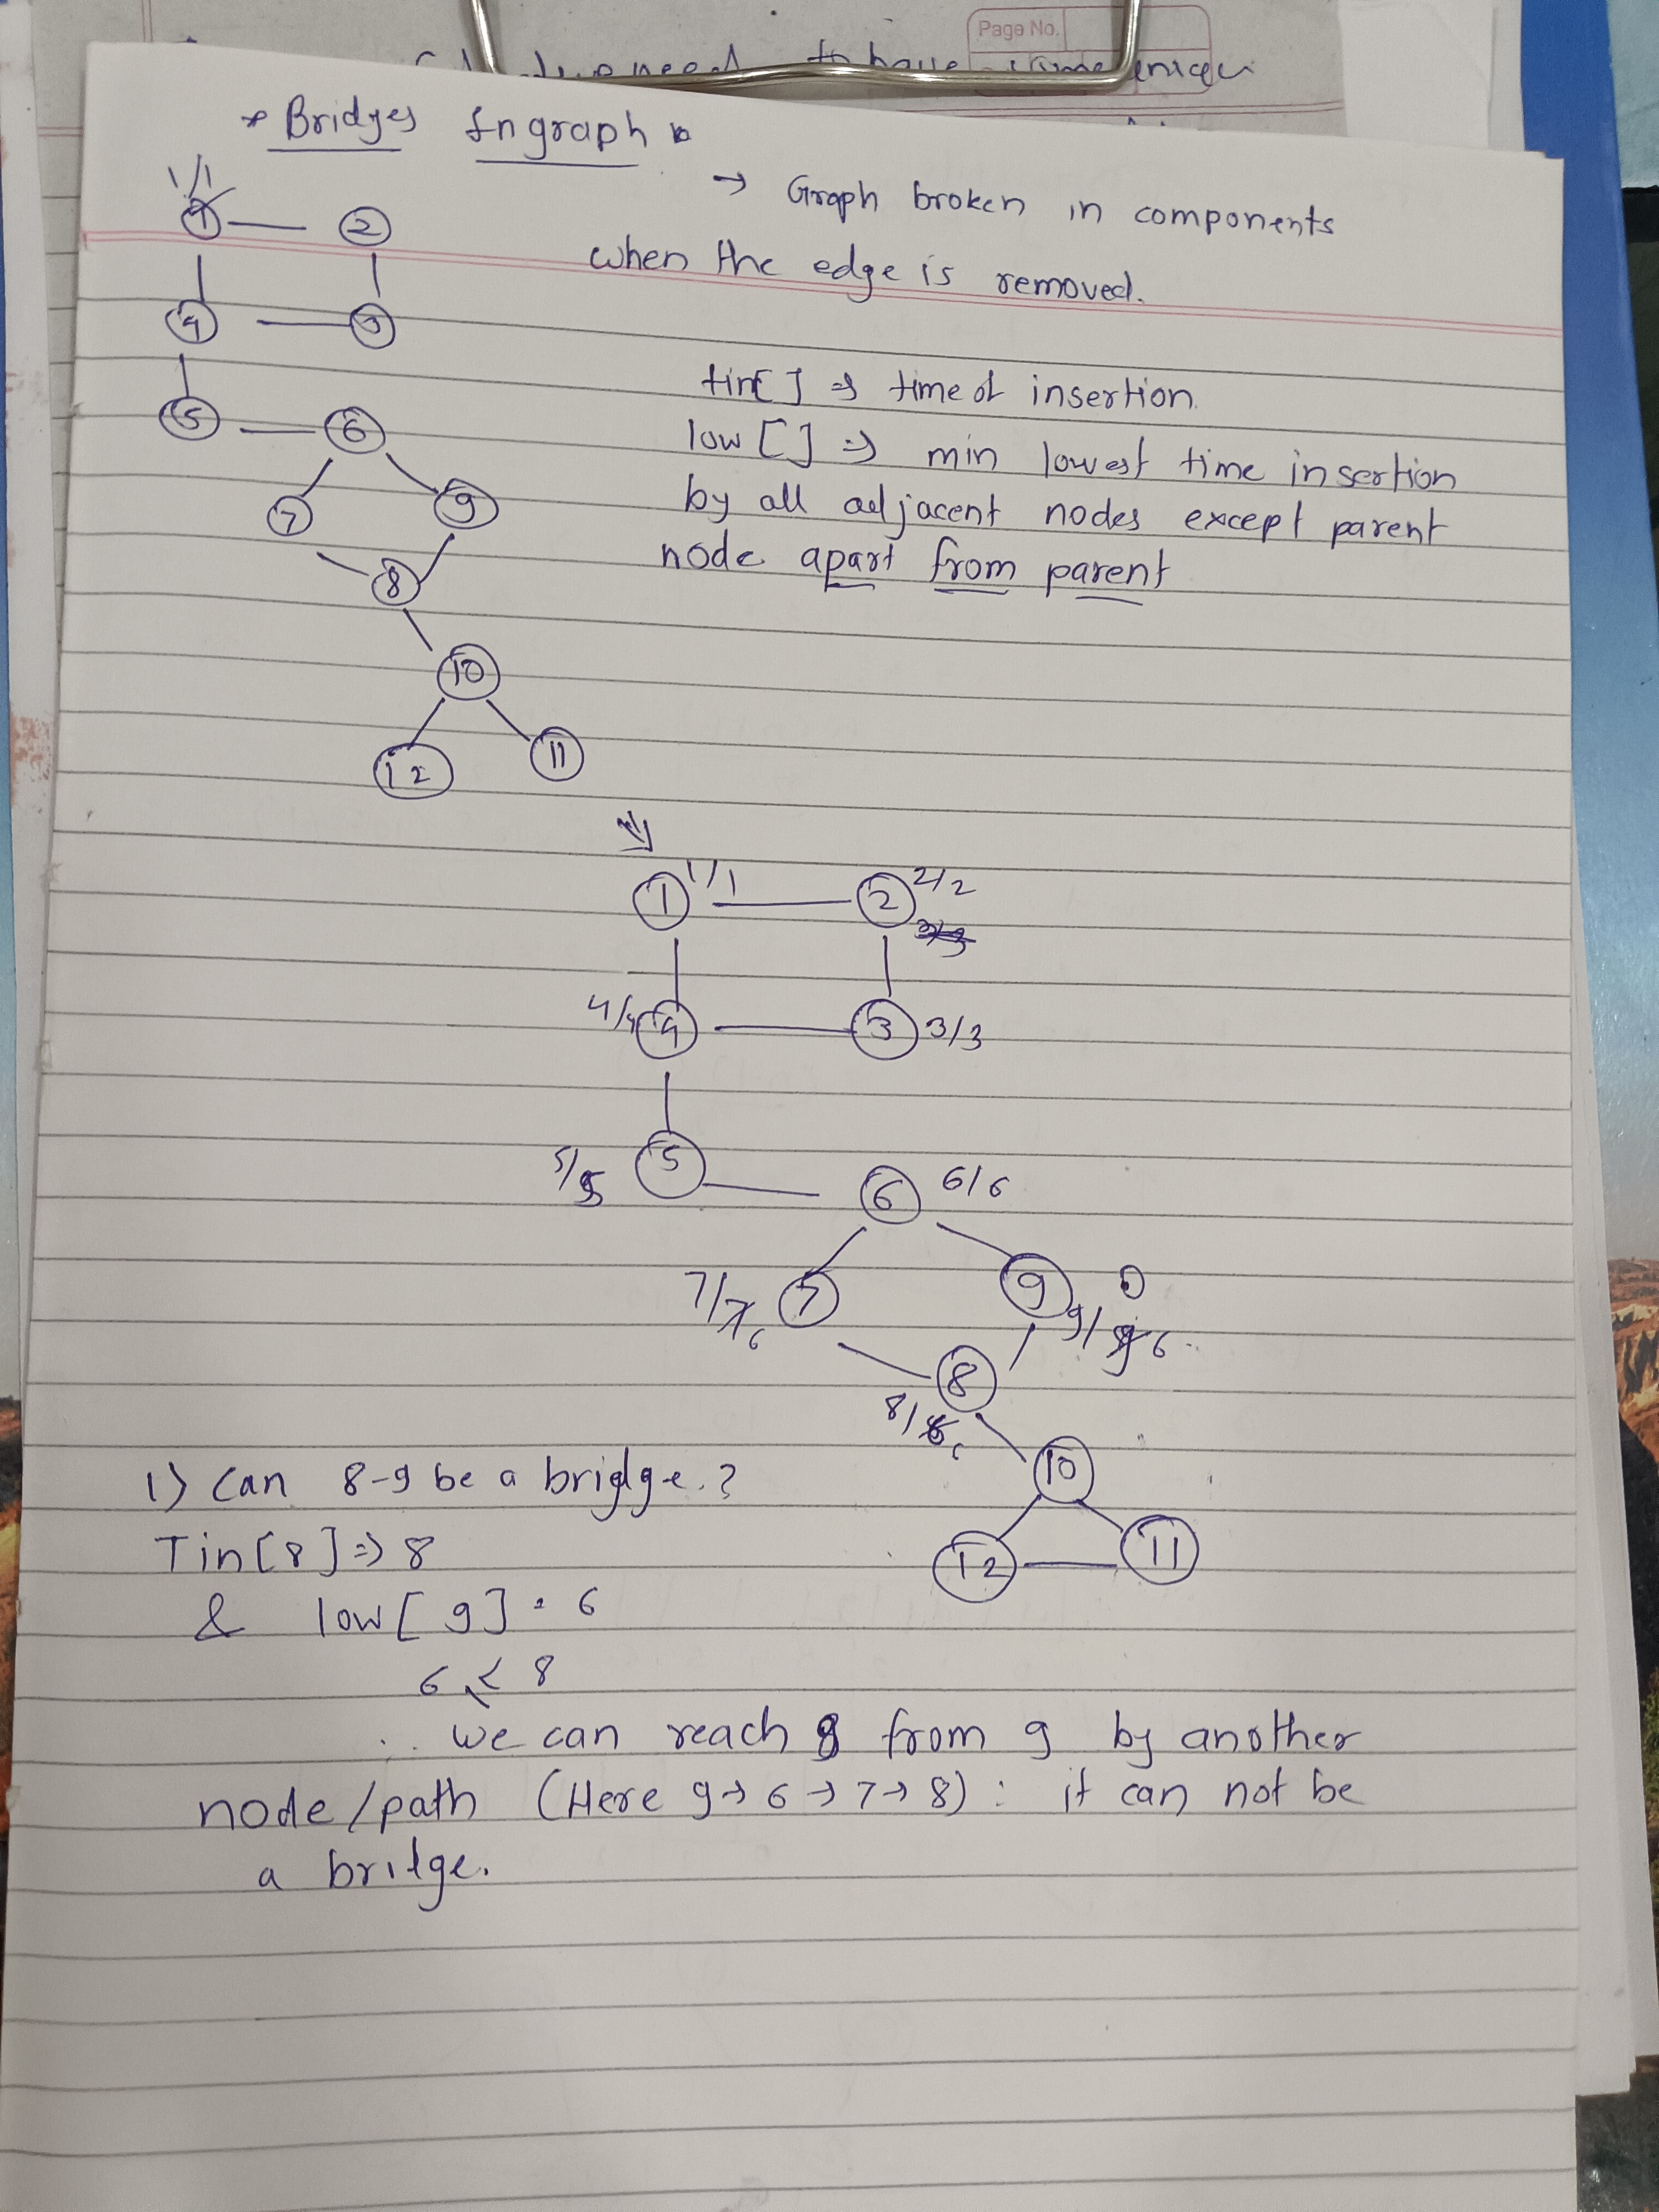 Page No.
to have some
* Bridges In graph
→ Graph broken in components
when the edge is removed.
1/1
1 2
4 3
5 6
7 9
8
10
12 11
tin[ ] ⇒ time of insertion.
low [ ] ⇒ min lowest time insertion
by all adjacent nodes except parent
node apart from parent
1 1/1 2 2/2
3/3
4/4 4 3 3/3
5/5 5 6 6/6
7/7 6 7 9 9/9 6
8
8/8 6
10
12 11
1) Can 8-9 be a bridge.?
Tin[8] ⇒ 8
& low[9] = 6
6 < 8
∴ we can reach 8 from 9 by another
node/path (Here 9→6→7→8) : it can not be
a bridge.